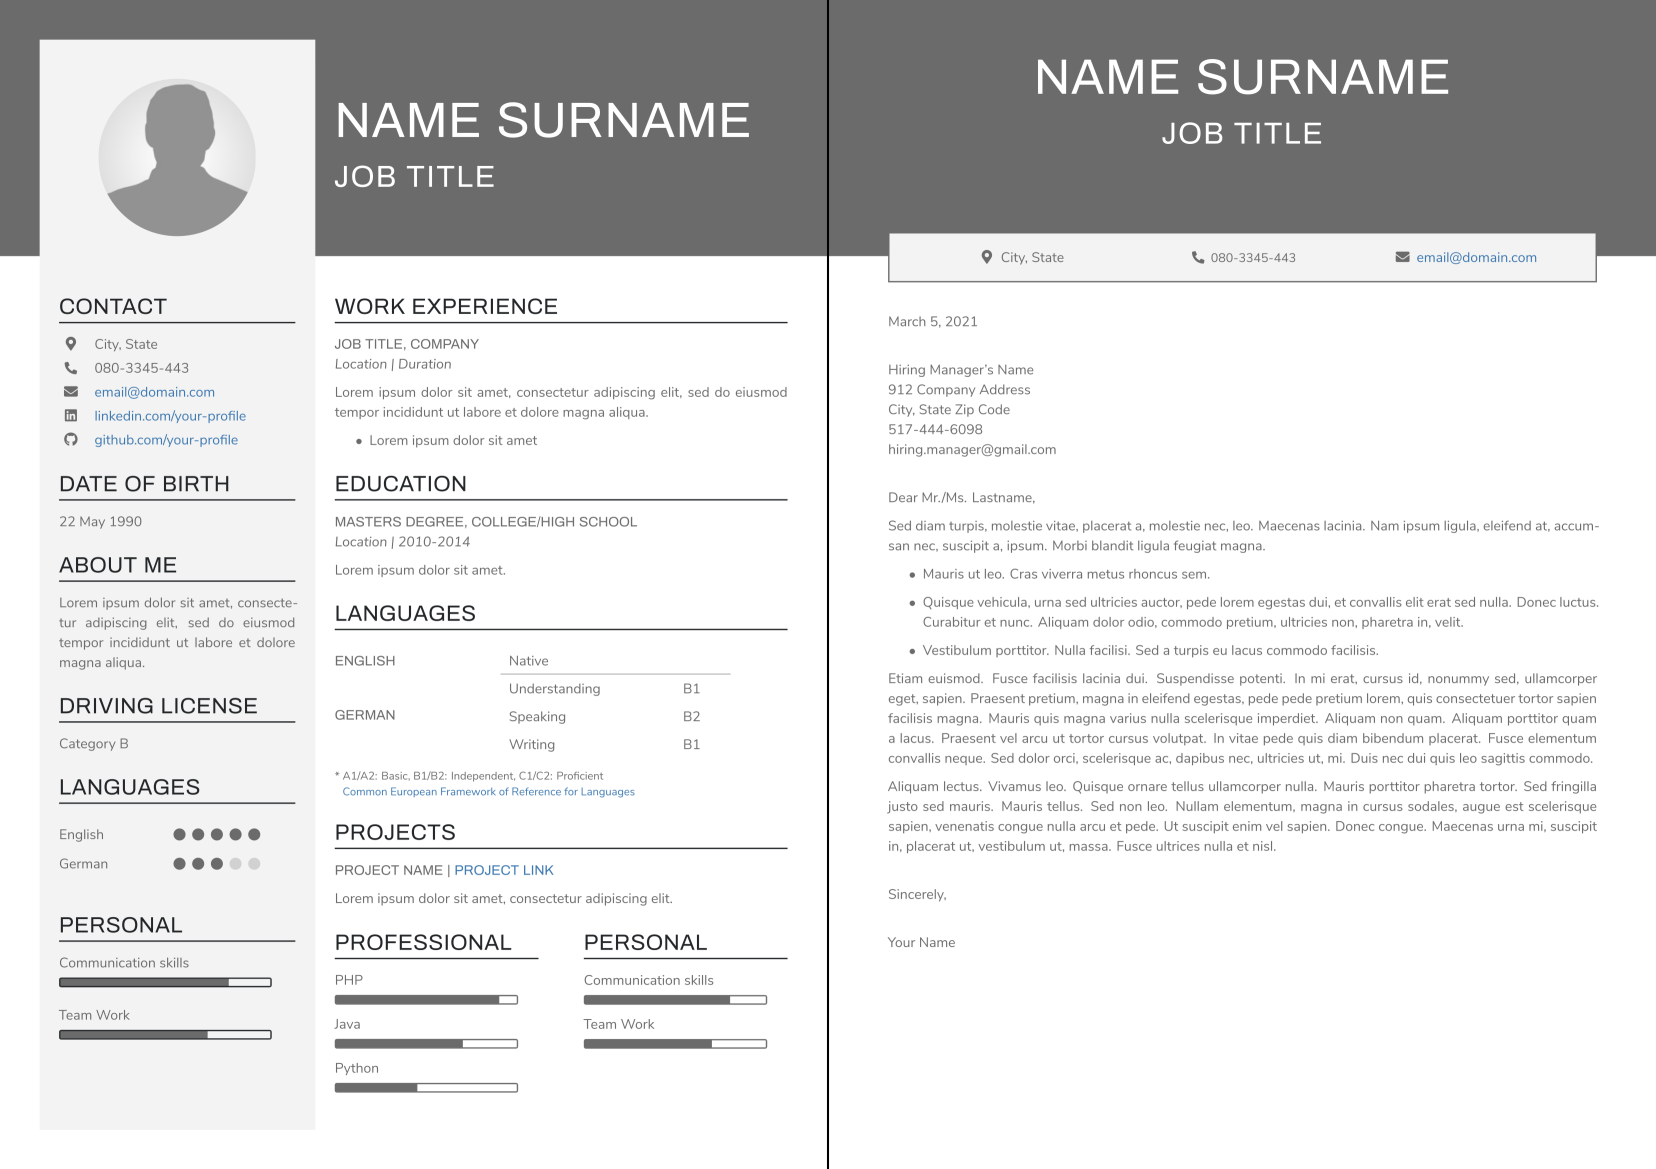 NAME SURNAME
JOB TITLE
CONTACT
City, State
080-3345-443
email@domain.com
linkedin.com/your-profile
github.com/your-profile
DATE OF BIRTH
22 May 1990
ABOUT ME
Lorem ipsum dolor sit amet, consecte-
tur adipiscing elit, sed do eiusmod
tempor incididunt ut labore et dolore
magna aliqua.
DRIVING LICENSE
Category B
LANGUAGES
English
German
PERSONAL
Communication skills
Team Work
WORK EXPERIENCE
JOB TITLE, COMPANY
Location | Duration
Lorem ipsum dolor sit amet, consectetur adipiscing elit, sed do eiusmod
tempor incididunt ut labore et dolore magna aliqua.
• Lorem ipsum dolor sit amet
EDUCATION
MASTERS DEGREE, COLLEGE/HIGH SCHOOL
Location | 2010-2014
Lorem ipsum dolor sit amet.
LANGUAGES
ENGLISH Native
Understanding B1
GERMAN Speaking B2
Writing B1
* A1/A2: Basic, B1/B2: Independent, C1/C2: Proficient
Common European Framework of Reference for Languages
PROJECTS
PROJECT NAME | PROJECT LINK
Lorem ipsum dolor sit amet, consectetur adipiscing elit.
PROFESSIONAL
PHP
Java
Python
PERSONAL
Communication skills
Team Work
NAME SURNAME
JOB TITLE
City, State 080-3345-443 email@domain.com
March 5, 2021
Hiring Manager's Name
912 Company Address
City, State Zip Code
517-444-6098
hiring.manager@gmail.com
Dear Mr./Ms. Lastname,
Sed diam turpis, molestie vitae, placerat a, molestie nec, leo. Maecenas lacinia. Nam ipsum ligula, eleifend at, accum-
san nec, suscipit a, ipsum. Morbi blandit ligula feugiat magna.
• Mauris ut leo. Cras viverra metus rhoncus sem.
• Quisque vehicula, urna sed ultricies auctor, pede lorem egestas dui, et convallis elit erat sed nulla. Donec luctus.
Curabitur et nunc. Aliquam dolor odio, commodo pretium, ultricies non, pharetra in, velit.
• Vestibulum porttitor. Nulla facilisi. Sed a turpis eu lacus commodo facilisis.
Etiam euismod. Fusce facilisis lacinia dui. Suspendisse potenti. In mi erat, cursus id, nonummy sed, ullamcorper
eget, sapien. Praesent pretium, magna in eleifend egestas, pede pede pretium lorem, quis consectetuer tortor sapien
facilisis magna. Mauris quis magna varius nulla scelerisque imperdiet. Aliquam non quam. Aliquam porttitor quam
a lacus. Praesent vel arcu ut tortor cursus volutpat. In vitae pede quis diam bibendum placerat. Fusce elementum
convallis neque. Sed dolor orci, scelerisque ac, dapibus nec, ultricies ut, mi. Duis nec dui quis leo sagittis commodo.
Aliquam lectus. Vivamus leo. Quisque ornare tellus ullamcorper nulla. Mauris porttitor pharetra tortor. Sed fringilla
justo sed mauris. Mauris tellus. Sed non leo. Nullam elementum, magna in cursus sodales, augue est scelerisque
sapien, venenatis congue nulla arcu et pede. Ut suscipit enim vel sapien. Donec congue. Maecenas urna mi, suscipit
in, placerat ut, vestibulum ut, massa. Fusce ultrices nulla et nisl.
Sincerely,
Your Name